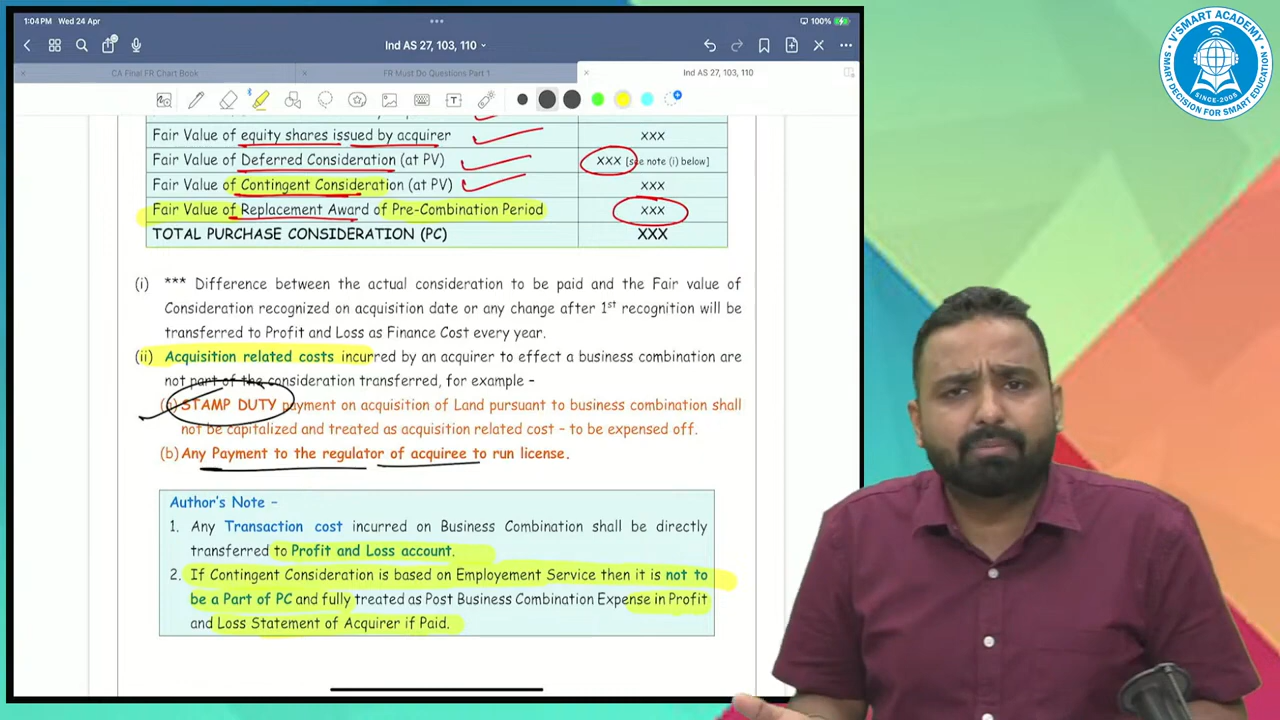 1:04 PM Wed 24 Apr
100%
Ind AS 27, 103, 110
CA Final FR Chart Book
FR Must Do Questions Part 1
Ind AS 27, 103, 110
Fair Value of equity shares issued by acquirer XXX
Fair Value of Deferred Consideration (at PV) XXX [see note (i) below]
Fair Value of Contingent Consideration (at PV) XXX
Fair Value of Replacement Award of Pre-Combination Period XXX
TOTAL PURCHASE CONSIDERATION (PC) XXX
(i) *** Difference between the actual consideration to be paid and the Fair value of
Consideration recognized on acquisition date or any change after 1st recognition will be
transferred to Profit and Loss as Finance Cost every year.
(ii) Acquisition related costs incurred by an acquirer to effect a business combination are
not part of the consideration transferred, for example –
(a) STAMP DUTY payment on acquisition of Land pursuant to business combination shall
not be capitalized and treated as acquisition related cost – to be expensed off.
(b) Any Payment to the regulator of acquiree to run license.
Author's Note –
1. Any Transaction cost incurred on Business Combination shall be directly
transferred to Profit and Loss account.
2. If Contingent Consideration is based on Employement Service then it is not to
be a Part of PC and fully treated as Post Business Combination Expense in Profit
and Loss Statement of Acquirer if Paid.
V'SMART ACADEMY
SMART DECISION FOR SMART EDUCATION
SINCE-2005